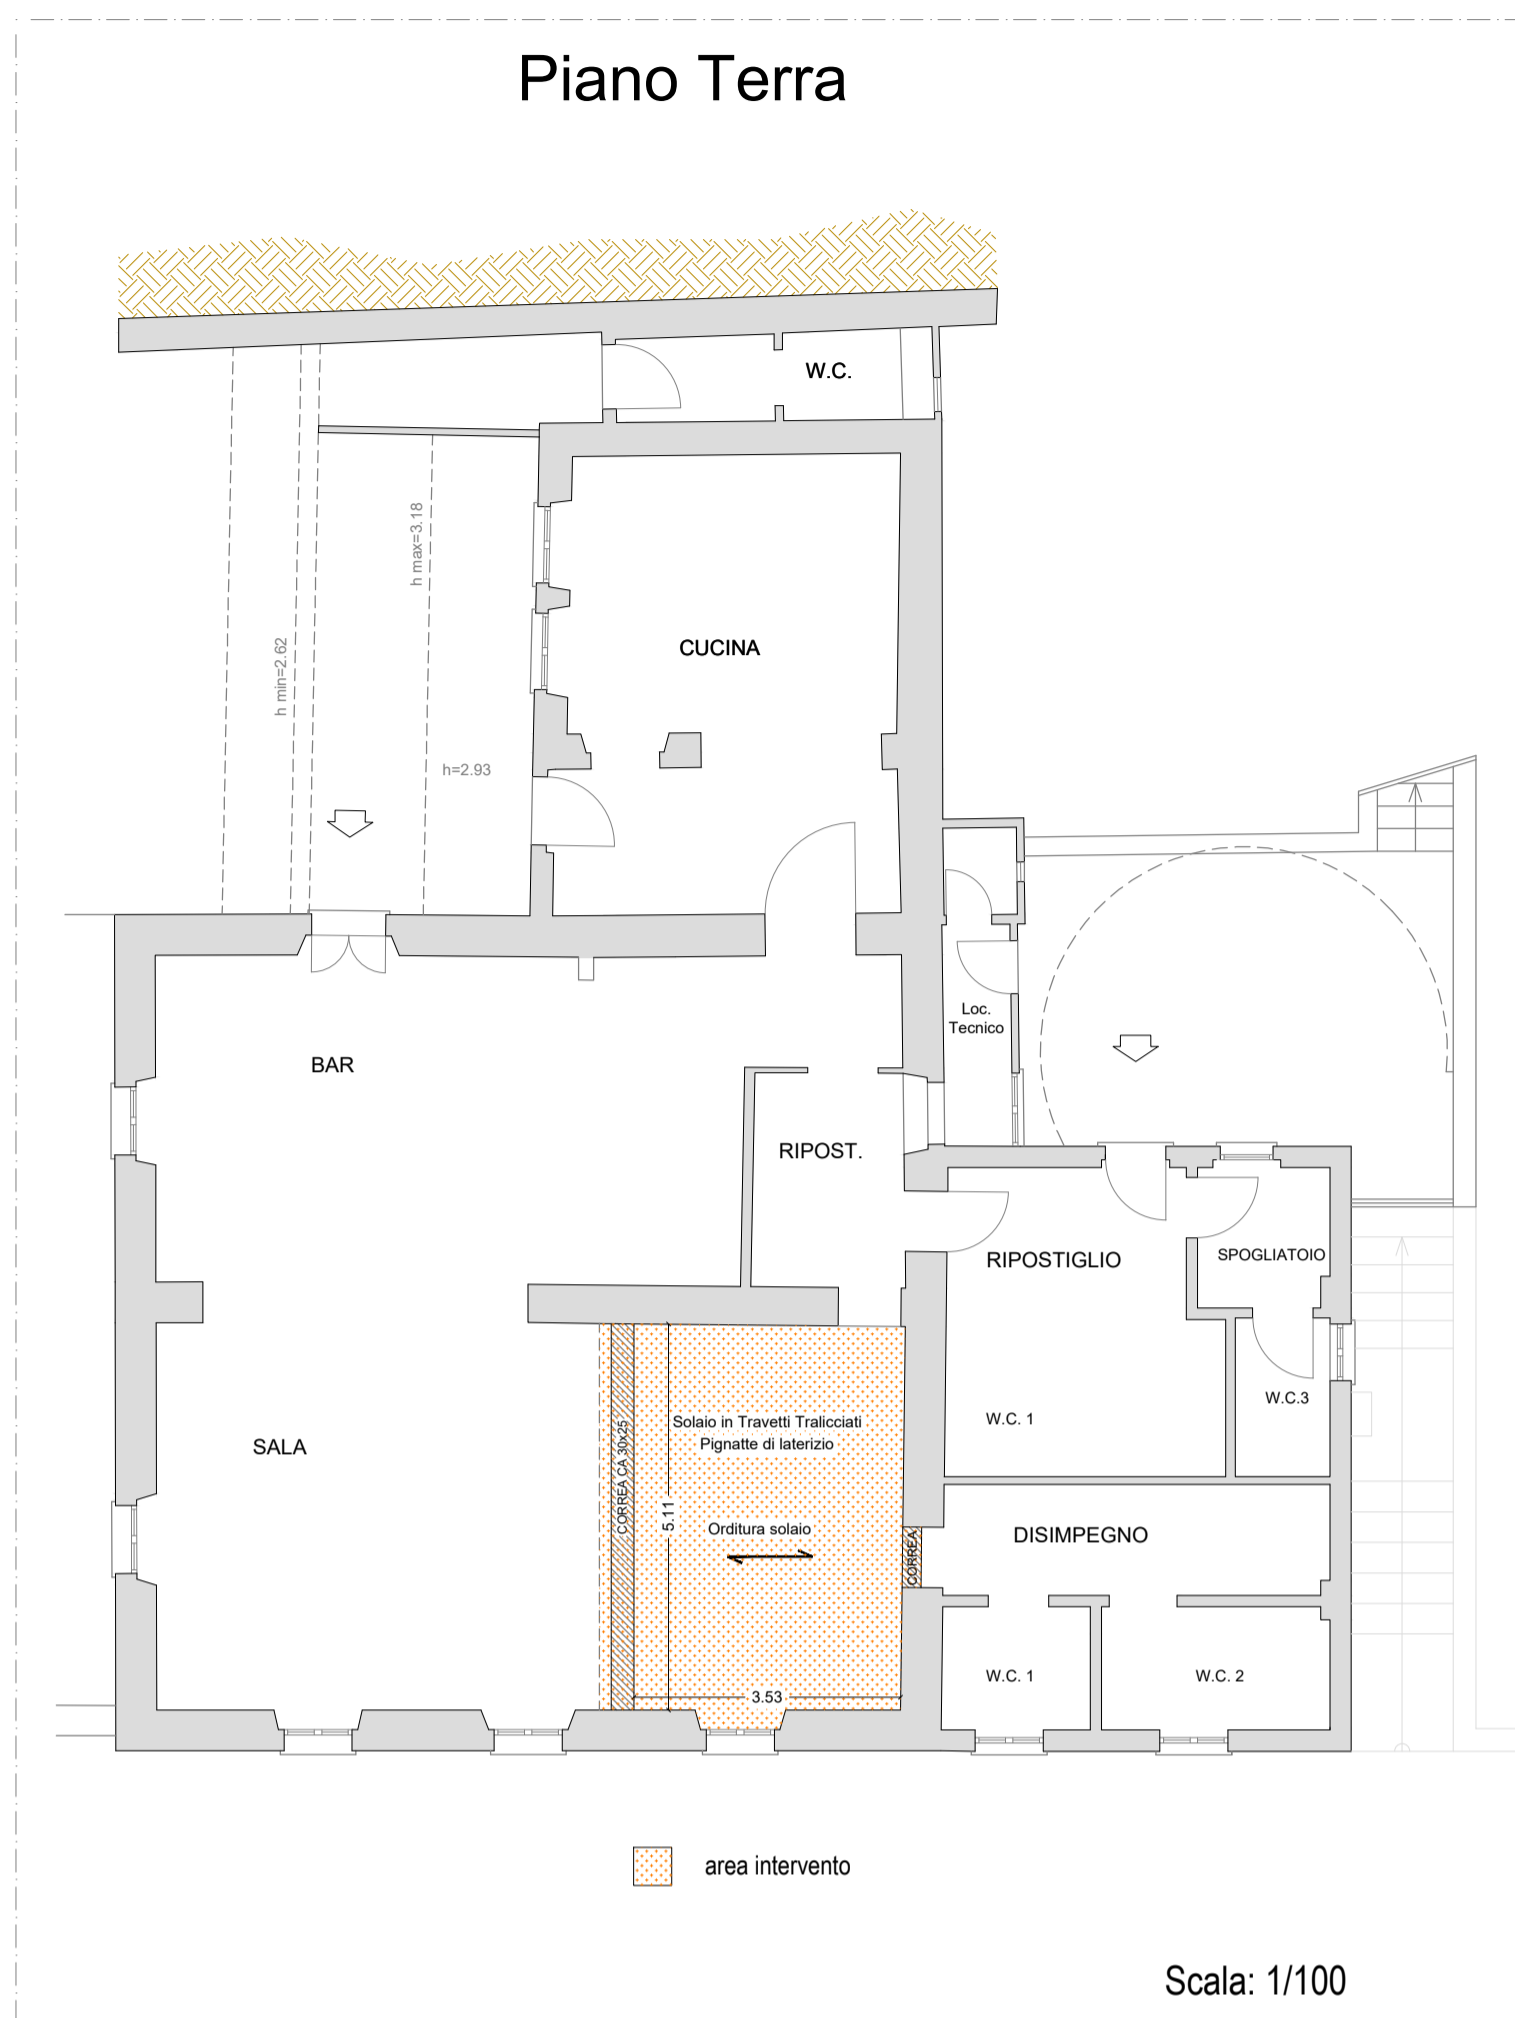 Piano Terra
W.C.
h max=3.18
h min=2.62
CUCINA
h=2.93
Loc.
Tecnico
BAR
RIPOST.
RIPOSTIGLIO
SPOGLIATOIO
W.C.3
W.C. 1
SALA
CORREA CA 30x25
Solaio in Travetti Tralicciati
Pignatte di laterizio
5.11
Orditura solaio
CORREA
DISIMPEGNO
W.C. 1
W.C. 2
3.53
area intervento
Scala: 1/100